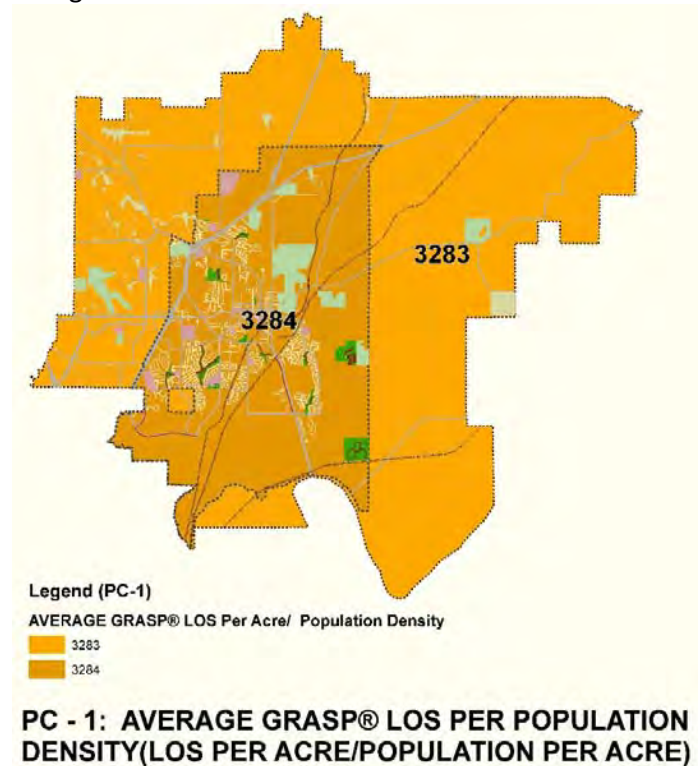 3283
3284
Legend (PC-1)
AVERAGE GRASP® LOS Per Acre/ Population Density
3283
3284
PC - 1: AVERAGE GRASP® LOS PER POPULATION
DENSITY(LOS PER ACRE/POPULATION PER ACRE)